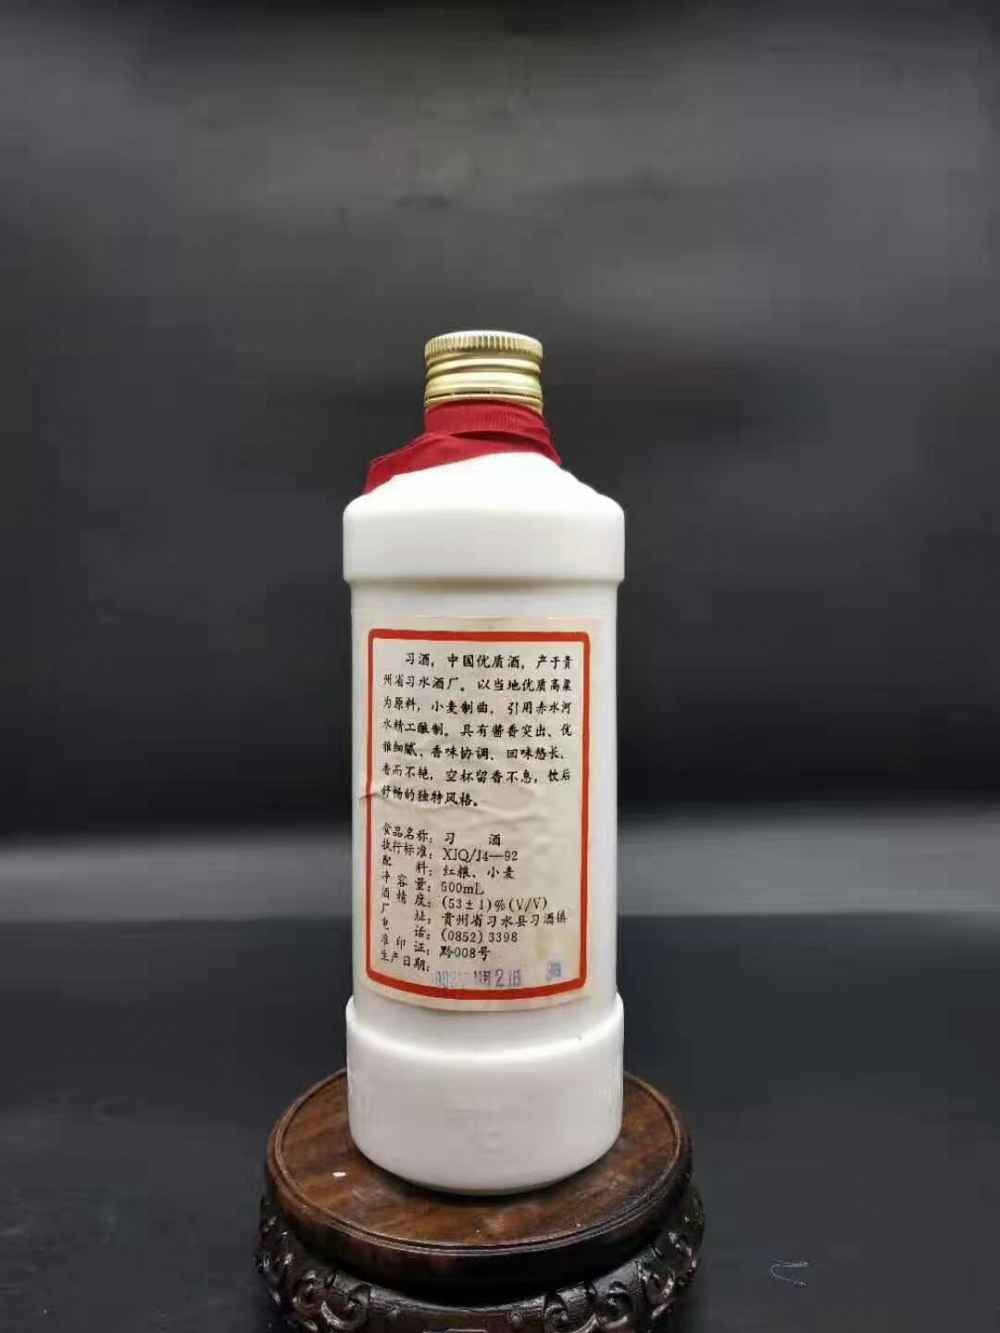 习酒，中国优质酒，产于贵
州省习水酒厂。以当地优质高粱
为原料，小麦制曲，引用赤水河
水精工酿制。具有酱香突出、优
雅细腻、香味协调、回味悠长、
香而不艳，空杯留香不息，饮后
舒畅的独特风格。
食品名称：习 酒
执行标准：XJQ/J4—92
配 料：红粮、小麦
净 容 量：500mL
酒 精 度：(53±1)%(V/V)
厂 址：贵州省习水县习酒镇
电 话：(0852) 3398
准 印 证：黔008号
生产日期：